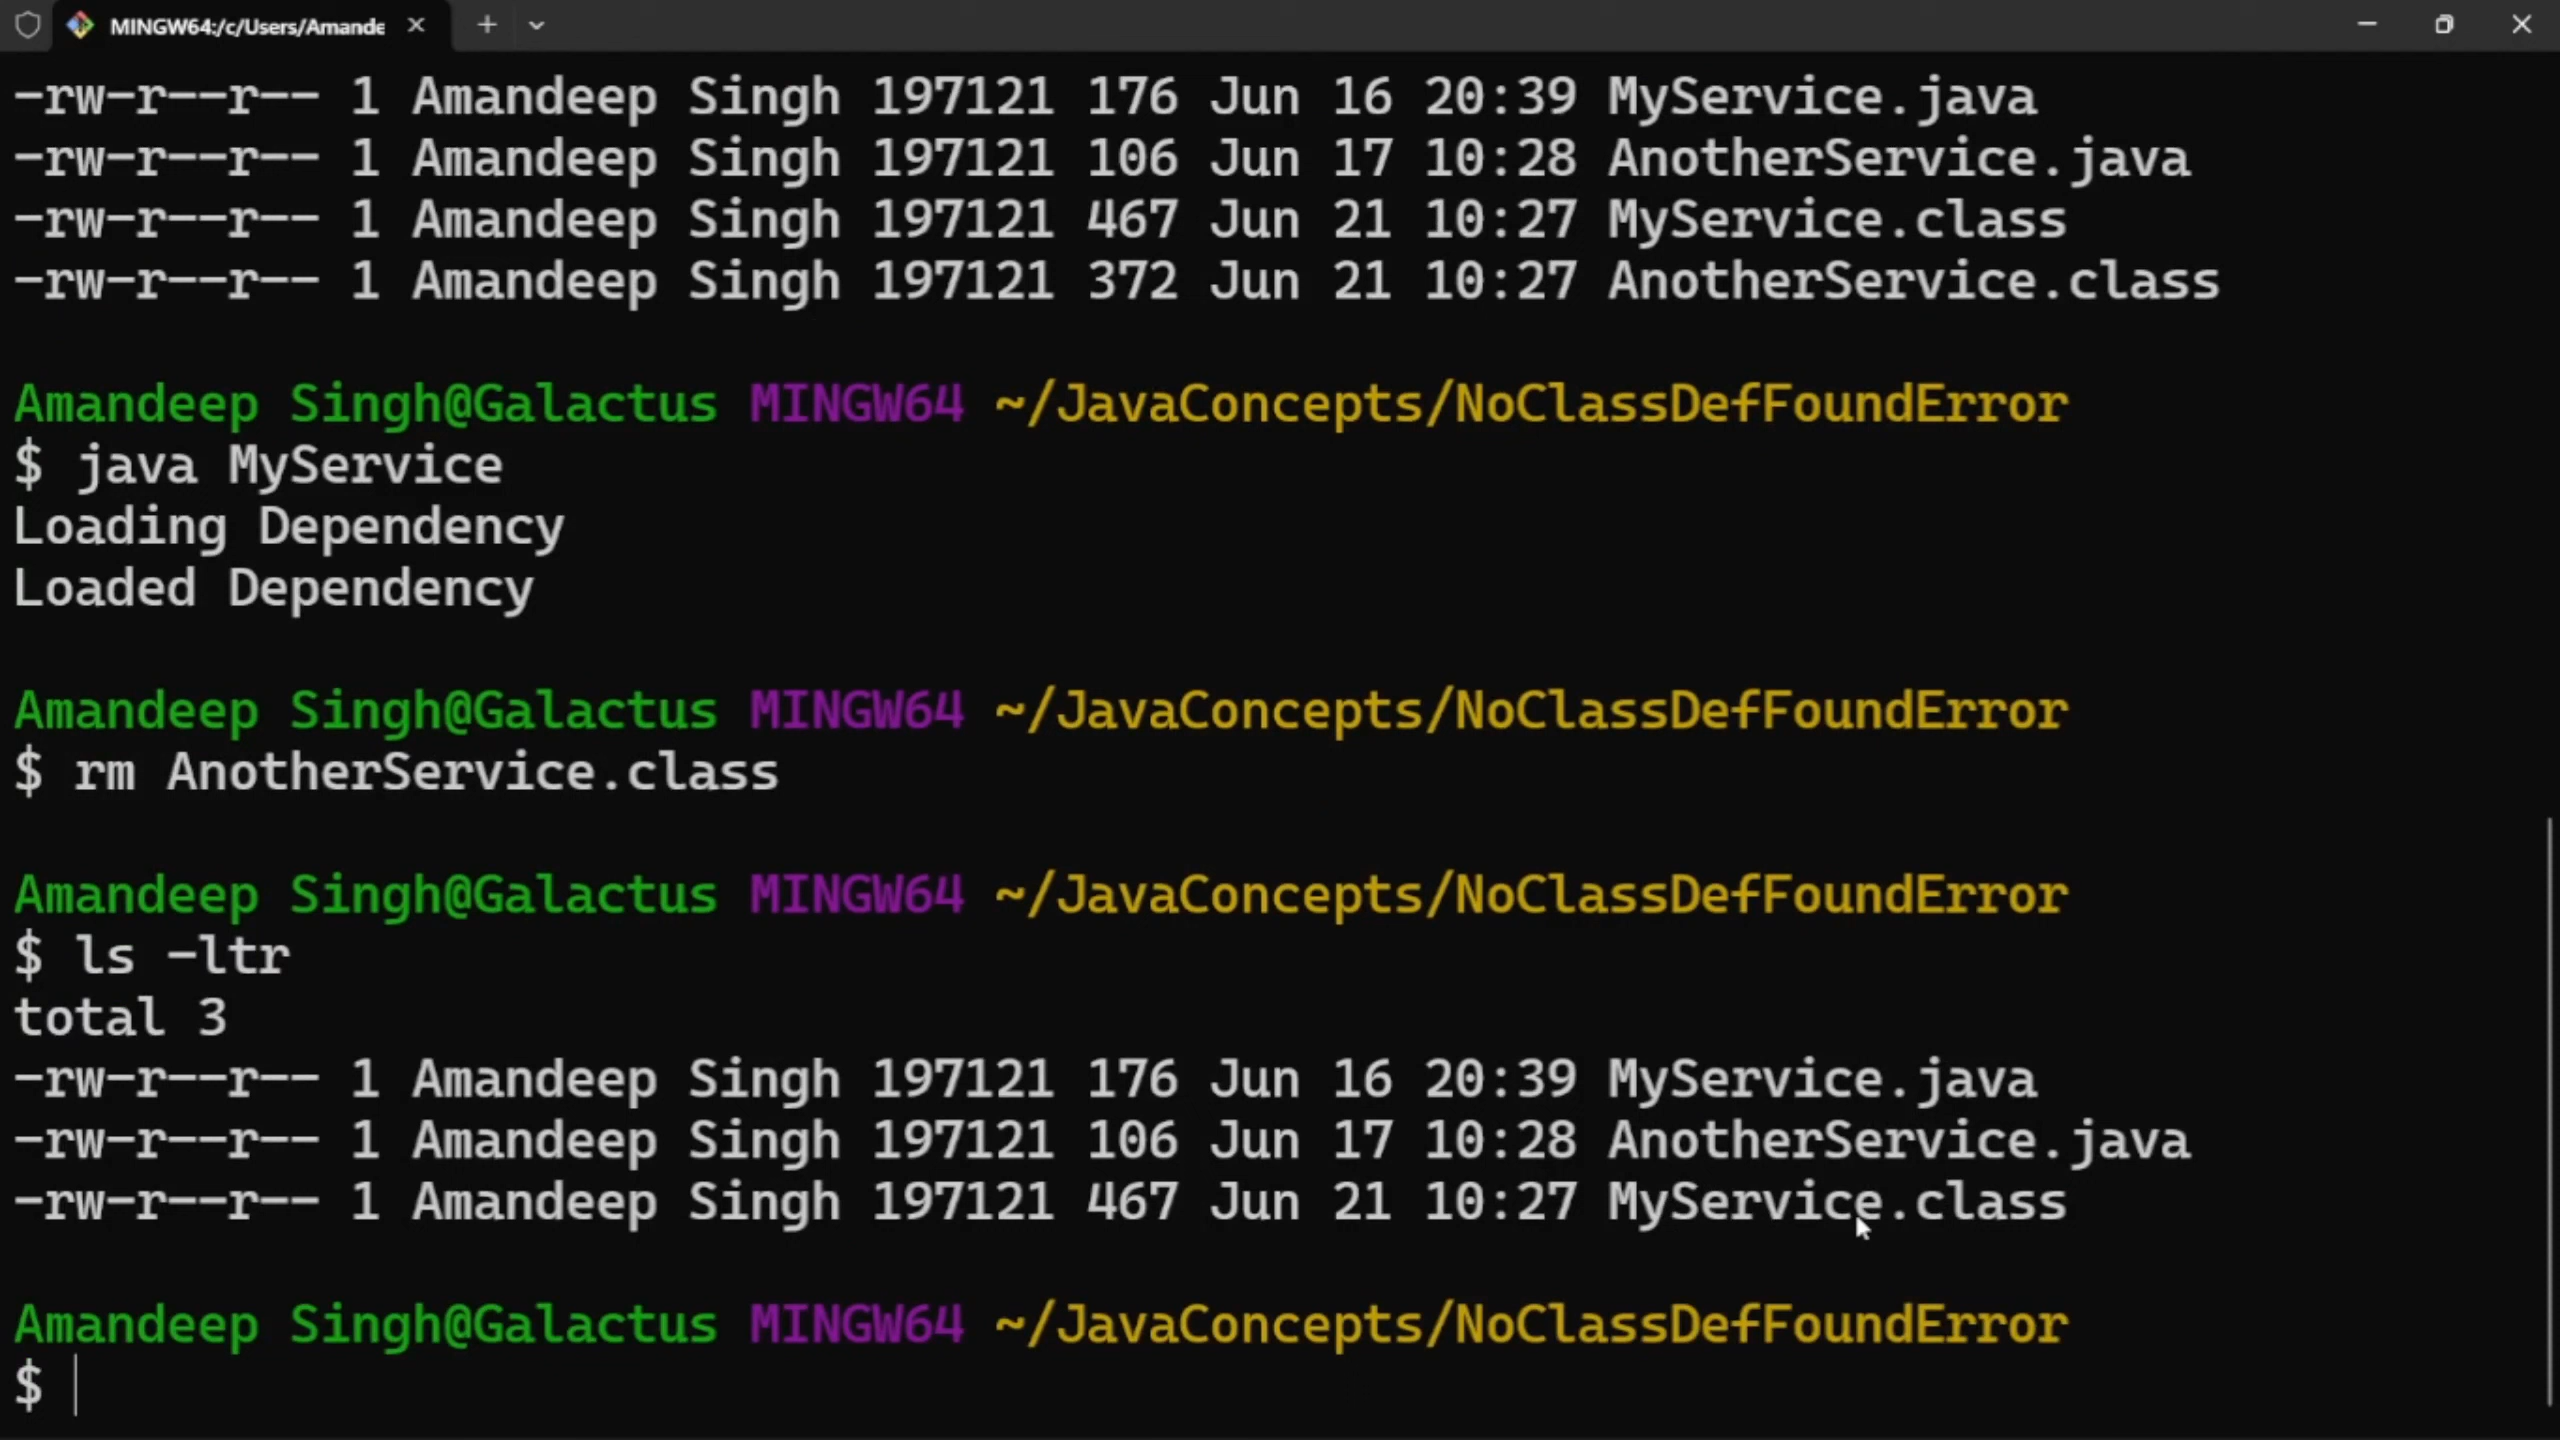 MINGW64:/c/Users/Amande
-rw-r--r-- 1 Amandeep Singh 197121 176 Jun 16 20:39 MyService.java
-rw-r--r-- 1 Amandeep Singh 197121 106 Jun 17 10:28 AnotherService.java
-rw-r--r-- 1 Amandeep Singh 197121 467 Jun 21 10:27 MyService.class
-rw-r--r-- 1 Amandeep Singh 197121 372 Jun 21 10:27 AnotherService.class
Amandeep Singh@Galactus MINGW64 ~/JavaConcepts/NoClassDefFoundError
$ java MyService
Loading Dependency
Loaded Dependency
Amandeep Singh@Galactus MINGW64 ~/JavaConcepts/NoClassDefFoundError
$ rm AnotherService.class
Amandeep Singh@Galactus MINGW64 ~/JavaConcepts/NoClassDefFoundError
$ ls -ltr
total 3
-rw-r--r-- 1 Amandeep Singh 197121 176 Jun 16 20:39 MyService.java
-rw-r--r-- 1 Amandeep Singh 197121 106 Jun 17 10:28 AnotherService.java
-rw-r--r-- 1 Amandeep Singh 197121 467 Jun 21 10:27 MyService.class
Amandeep Singh@Galactus MINGW64 ~/JavaConcepts/NoClassDefFoundError
$